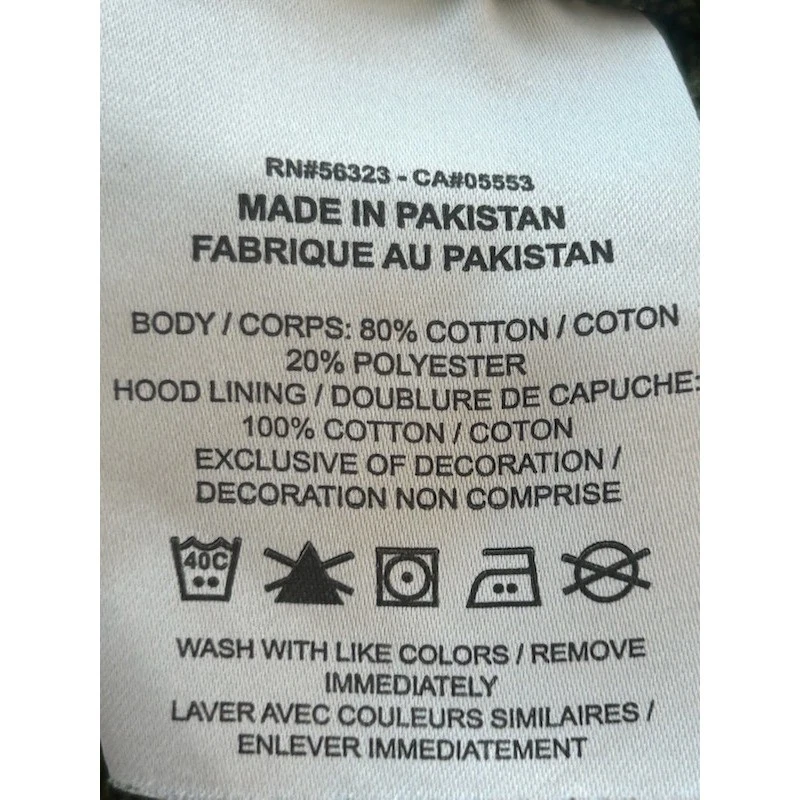 RN#56323 - CA#05553
MADE IN PAKISTAN
FABRIQUE AU PAKISTAN
BODY / CORPS: 80% COTTON / COTON
20% POLYESTER
HOOD LINING / DOUBLURE DE CAPUCHE:
100% COTTON / COTON
EXCLUSIVE OF DECORATION /
DECORATION NON COMPRISE
40C
WASH WITH LIKE COLORS / REMOVE
IMMEDIATELY
LAVER AVEC COULEURS SIMILAIRES /
ENLEVER IMMEDIATEMENT